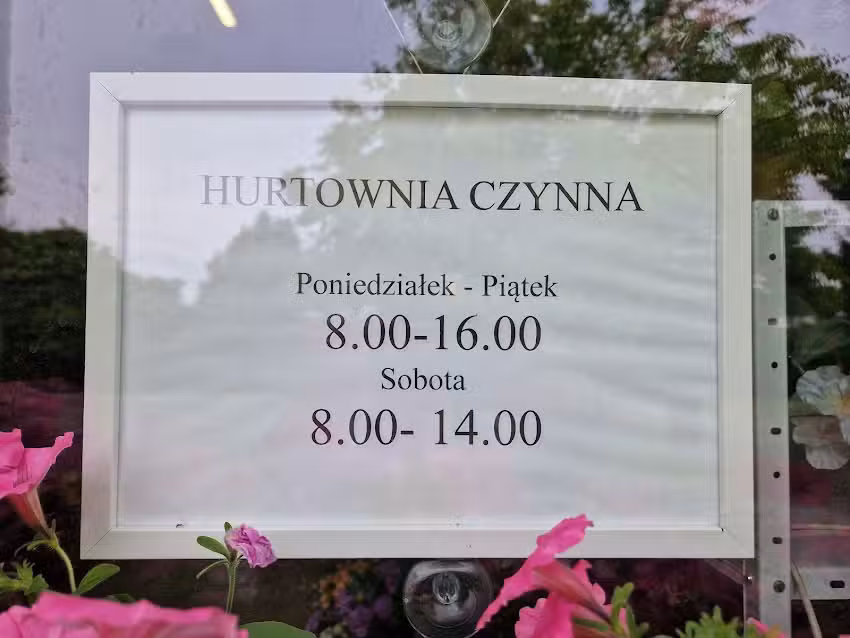 HURTOWNIA CZYNNA
Poniedziałek - Piątek
8.00-16.00
Sobota
8.00- 14.00